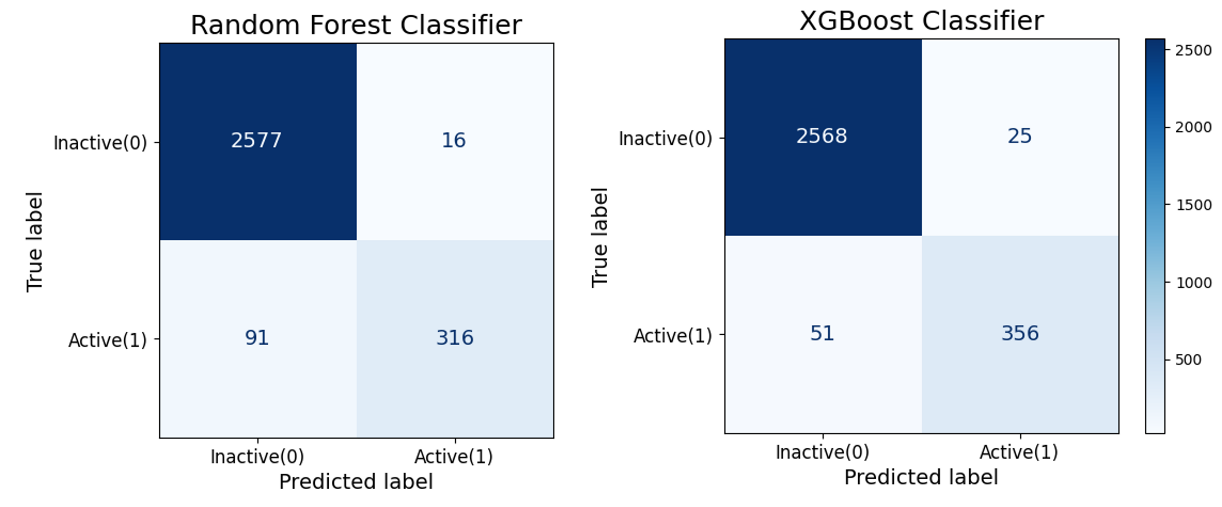 Random Forest Classifier
Inactive(0)
2577
16
Active(1)
91
316
True label
Inactive(0)
Active(1)
Predicted label
XGBoost Classifier
Inactive(0)
2568
25
Active(1)
51
356
True label
Inactive(0)
Active(1)
Predicted label
2500
2000
1500
1000
500